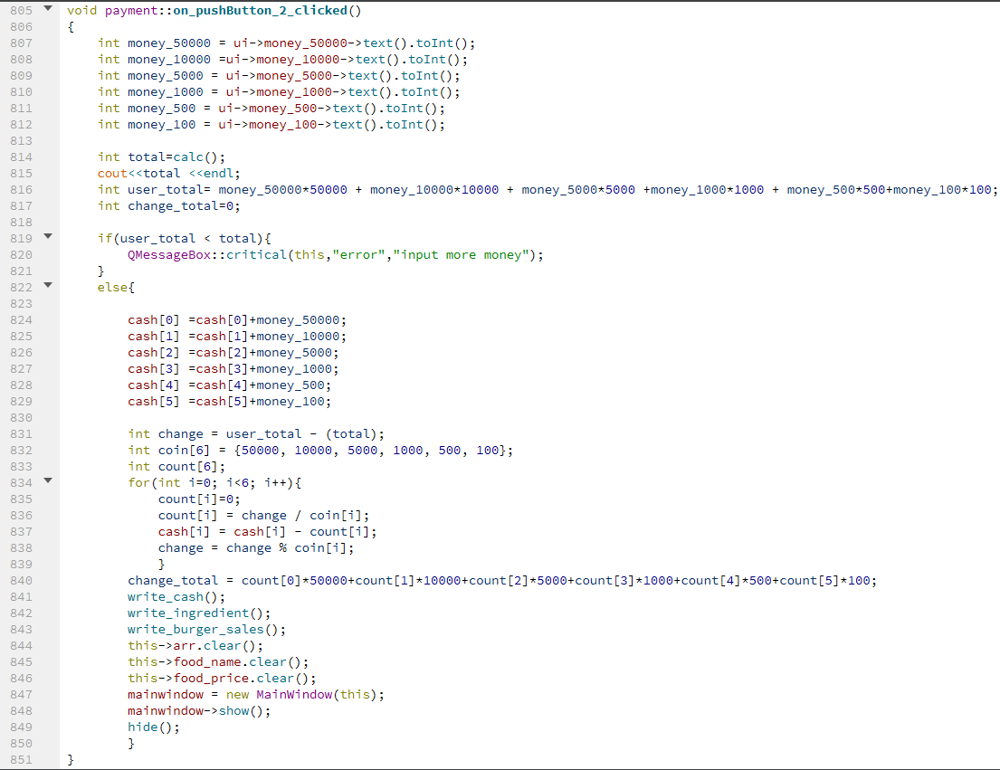 805 void payment::on_pushButton_2_clicked()
806 {
807 int money_50000 = ui->money_50000->text().toInt();
808 int money_10000 =ui->money_10000->text().toInt();
809 int money_5000 = ui->money_5000->text().toInt();
810 int money_1000 = ui->money_1000->text().toInt();
811 int money_500 = ui->money_500->text().toInt();
812 int money_100 = ui->money_100->text().toInt();
813
814 int total=calc();
815 cout<<total <<endl;
816 int user_total= money_50000*50000 + money_10000*10000 + money_5000*5000 +money_1000*1000 + money_500*500+money_100*100;
817 int change_total=0;
818
819 if(user_total < total){
820 QMessageBox::critical(this,"error","input more money");
821 }
822 else{
823
824 cash[0] =cash[0]+money_50000;
825 cash[1] =cash[1]+money_10000;
826 cash[2] =cash[2]+money_5000;
827 cash[3] =cash[3]+money_1000;
828 cash[4] =cash[4]+money_500;
829 cash[5] =cash[5]+money_100;
830
831 int change = user_total - (total);
832 int coin[6] = {50000, 10000, 5000, 1000, 500, 100};
833 int count[6];
834 for(int i=0; i<6; i++){
835 count[i]=0;
836 count[i] = change / coin[i];
837 cash[i] = cash[i] - count[i];
838 change = change % coin[i];
839 }
840 change_total = count[0]*50000+count[1]*10000+count[2]*5000+count[3]*1000+count[4]*500+count[5]*100;
841 write_cash();
842 write_ingredient();
843 write_burger_sales();
844 this->arr.clear();
845 this->food_name.clear();
846 this->food_price.clear();
847 mainwindow = new MainWindow(this);
848 mainwindow->show();
849 hide();
850 }
851 }